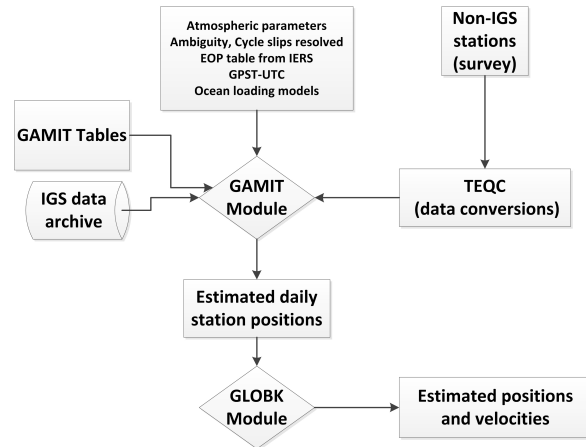 Atmospheric parameters
Ambiguity, Cycle slips resolved
EOP table from IERS
GPST-UTC
Ocean loading models
Non-IGS
stations
(survey)
GAMIT Tables
IGS data
archive
GAMIT
Module
TEQC
(data conversions)
Estimated daily
station positions
GLOBK
Module
Estimated positions
and velocities